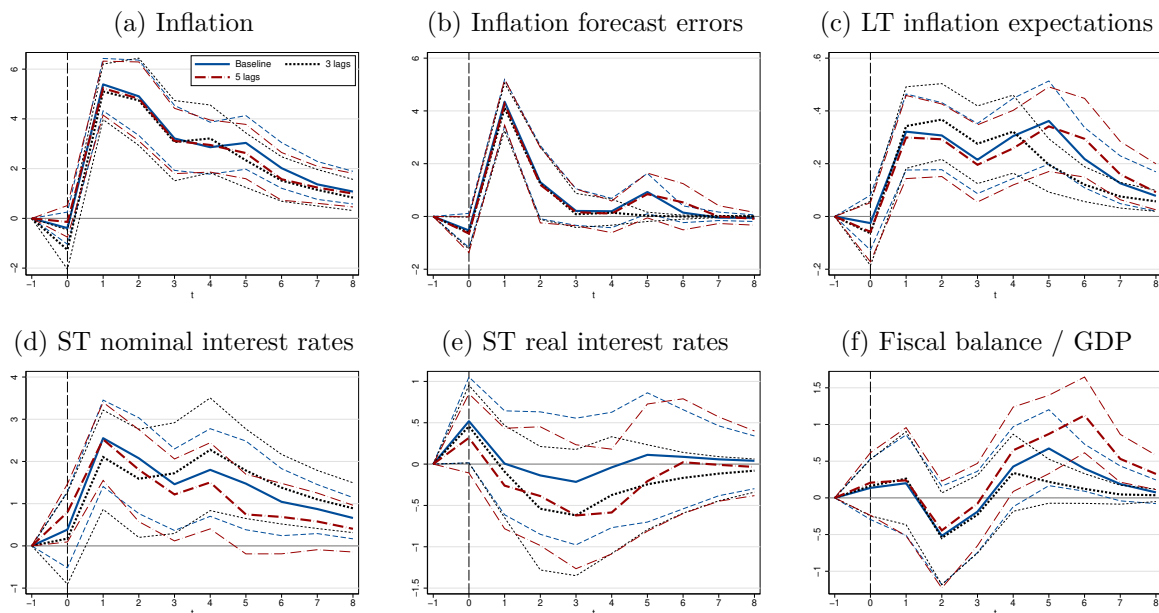 (a) Inflation
(b) Inflation forecast errors
(c) LT inflation expectations
Baseline
3 lags
5 lags
6
4
2
0
-2
-1 0 1 2 3 4 5 6 7 8
t
6
4
2
0
-2
-1 0 1 2 3 4 5 6 7 8
t
.6
.4
.2
0
.2
-1 0 1 2 3 4 5 6 7 8
t
(d) ST nominal interest rates
(e) ST real interest rates
(f) Fiscal balance / GDP
4
3
2
1
0
-1
-1 0 1 2 3 4 5 6 7 8
t
1
.5
0
-.5
-1
-1.5
-1 0 1 2 3 4 5 6 7 8
t
1.5
1
.5
0
-.5
-1
-1 0 1 2 3 4 5 6 7 8
t